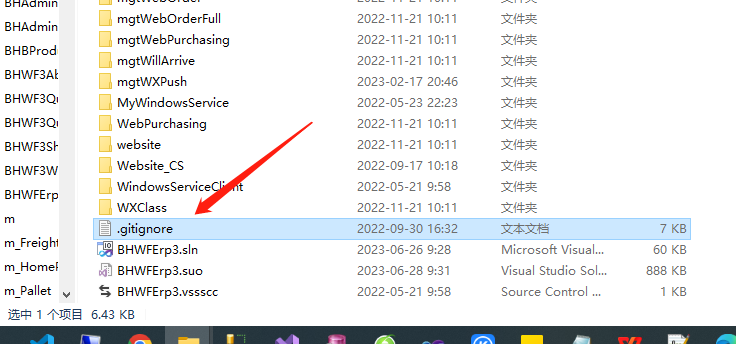 BHAdmin
BHAdmin
BHBProd
BHWF3Ab
BHWF3Qu
BHWF3Qu
BHWF3Sh
BHWF3W
BHWFErp
m
m_Freight
m_HomeP
m_Pallet
mgtWebOrderFull 2022-11-21 10:11 文件夹
mgtWebPurchasing 2022-11-21 10:11 文件夹
mgtWillArrive 2022-11-21 10:11 文件夹
mgtWXPush 2023-02-17 20:46 文件夹
MyWindowsService 2022-05-23 22:23 文件夹
WebPurchasing 2022-11-21 10:11 文件夹
website 2022-11-21 10:11 文件夹
Website_CS 2022-09-17 10:18 文件夹
WindowsServiceClient 2022-05-21 9:58 文件夹
WXClass 2022-11-21 10:11 文件夹
.gitignore 2022-09-30 16:32 文本文档 7 KB
BHWFErp3.sln 2023-06-26 9:28 Microsoft Visual... 60 KB
BHWFErp3.suo 2023-06-28 9:31 Visual Studio Sol... 888 KB
BHWFErp3.vssscc 2022-05-21 9:58 Source Control ... 1 KB
选中 1 个项目 6.43 KB